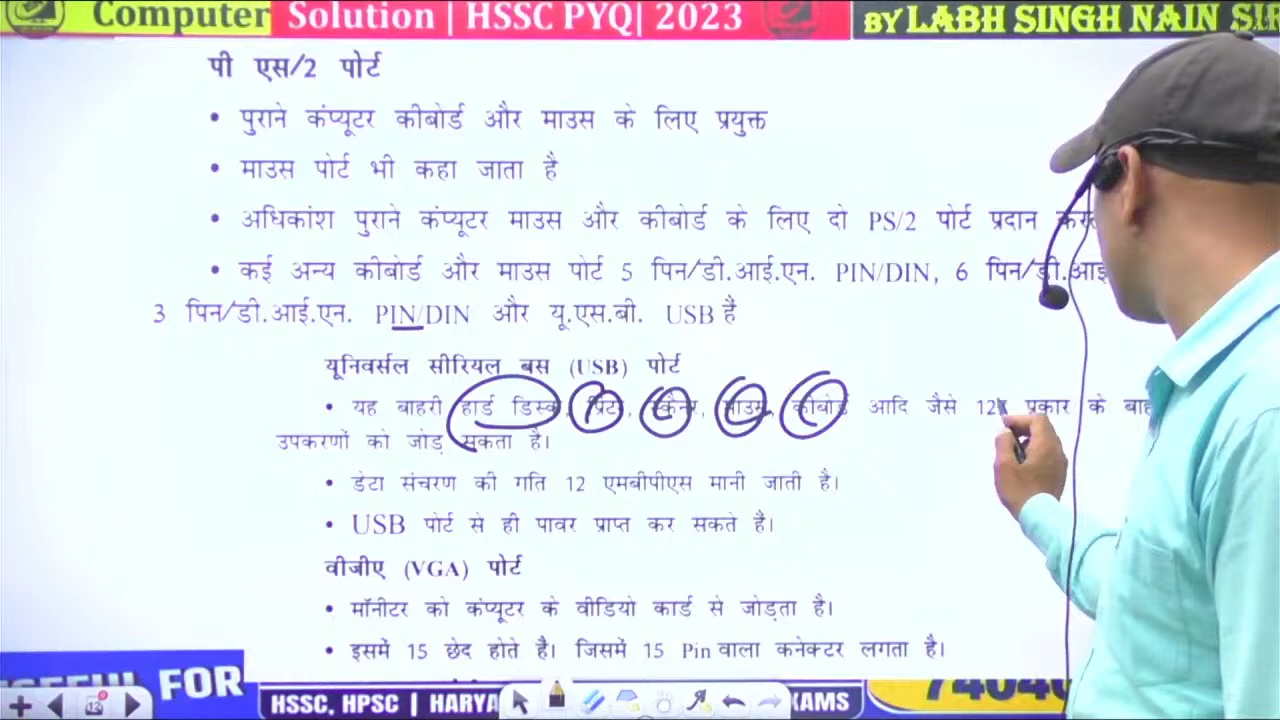 Computer Solution | HSSC PYQ| 2023 BY LABH SINGH NAIN SIR
पी एस/2 पोर्ट
• पुराने कंप्यूटर कीबोर्ड और माउस के लिए प्रयुक्त
• माउस पोर्ट भी कहा जाता है
• अधिकांश पुराने कंप्यूटर माउस और कीबोर्ड के लिए दो PS/2 पोर्ट प्रदान
• कई अन्य कीबोर्ड और माउस पोर्ट 5 पिन/डी.आई.एन. PIN/DIN, 6 पिन/डी.आई
3 पिन/डी.आई.एन. PIN/DIN और यू.एस.बी. USB है
यूनिवर्सल सीरियल बस (USB) पोर्ट
• यह बाहरी हार्ड डिस्क, प्रिंटर, स्कैनर, माउस, कीबोर्ड आदि जैसे प्रकार के
उपकरणों को जोड़ सकता है।
• डेटा संचरण की गति 12 एमबीपीएस मानी जाती है।
• USB पोर्ट से ही पावर प्राप्त कर सकते है।
वीजीए (VGA) पोर्ट
• मॉनीटर को कंप्यूटर के वीडियो कार्ड से जोड़ता है।
• इसमें 15 छेद होते है। जिसमें 15 Pin वाला कनेक्टर लगता है।
FOR
HSSC, HPSC | EXAMS